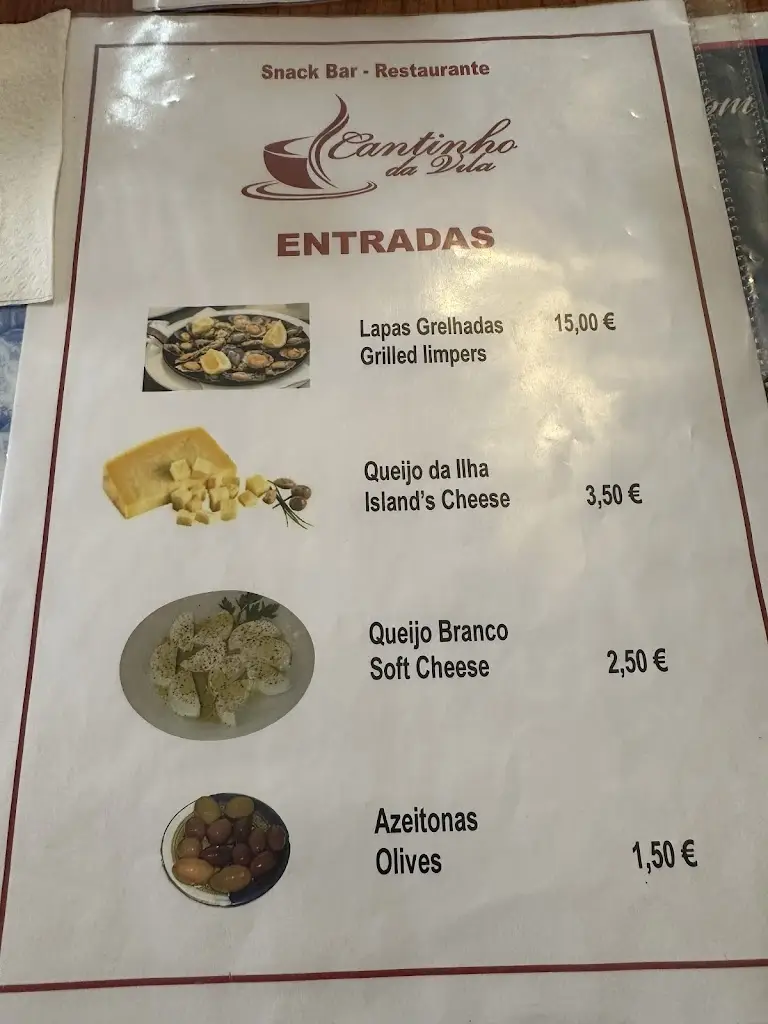 Snack Bar - Restaurante
Cantinho
da Vila
ENTRADAS
Lapas Grelhadas 15,00 €
Grilled limpers
Queijo da Ilha
Island's Cheese 3,50 €
Queijo Branco
Soft Cheese 2,50 €
Azeitonas
Olives 1,50 €
om